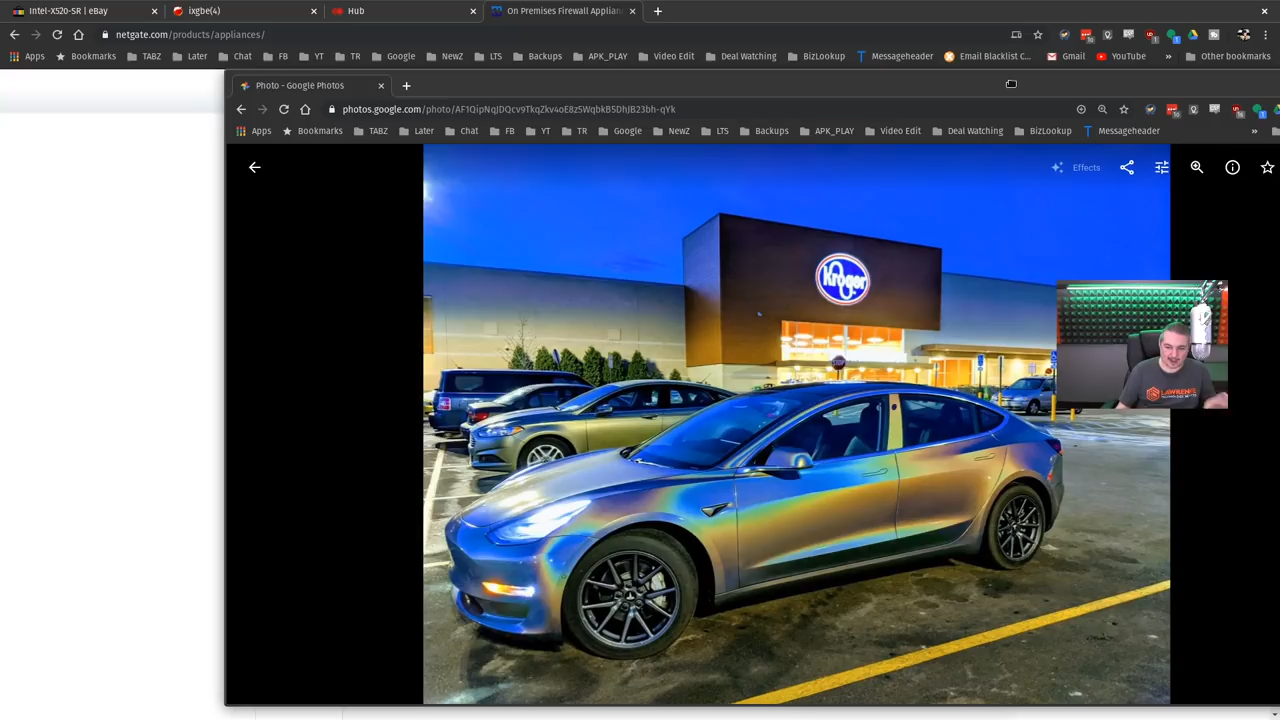 Intel-X520-SR | eBay
ixgbe(4)
Hub
On Premises Firewall Applian
netgate.com/products/appliances/
Apps Bookmarks TABZ Later Chat FB YT TR Google NewZ LTS Backups APK_PLAY Video Edit Deal Watching BizLookup Messageheader Email Blacklist C... Gmail YouTube » Other bookmarks
Photo - Google Photos
photos.google.com/photo/AF1QipNqJDQcv9TkqZkv4oE8z5WqbkB5DhJB23bh-qYk
Apps Bookmarks TABZ Later Chat FB YT TR Google NewZ LTS Backups APK_PLAY Video Edit Deal Watching BizLookup Messageheader »
Effects
Kroger
LAWRENCE